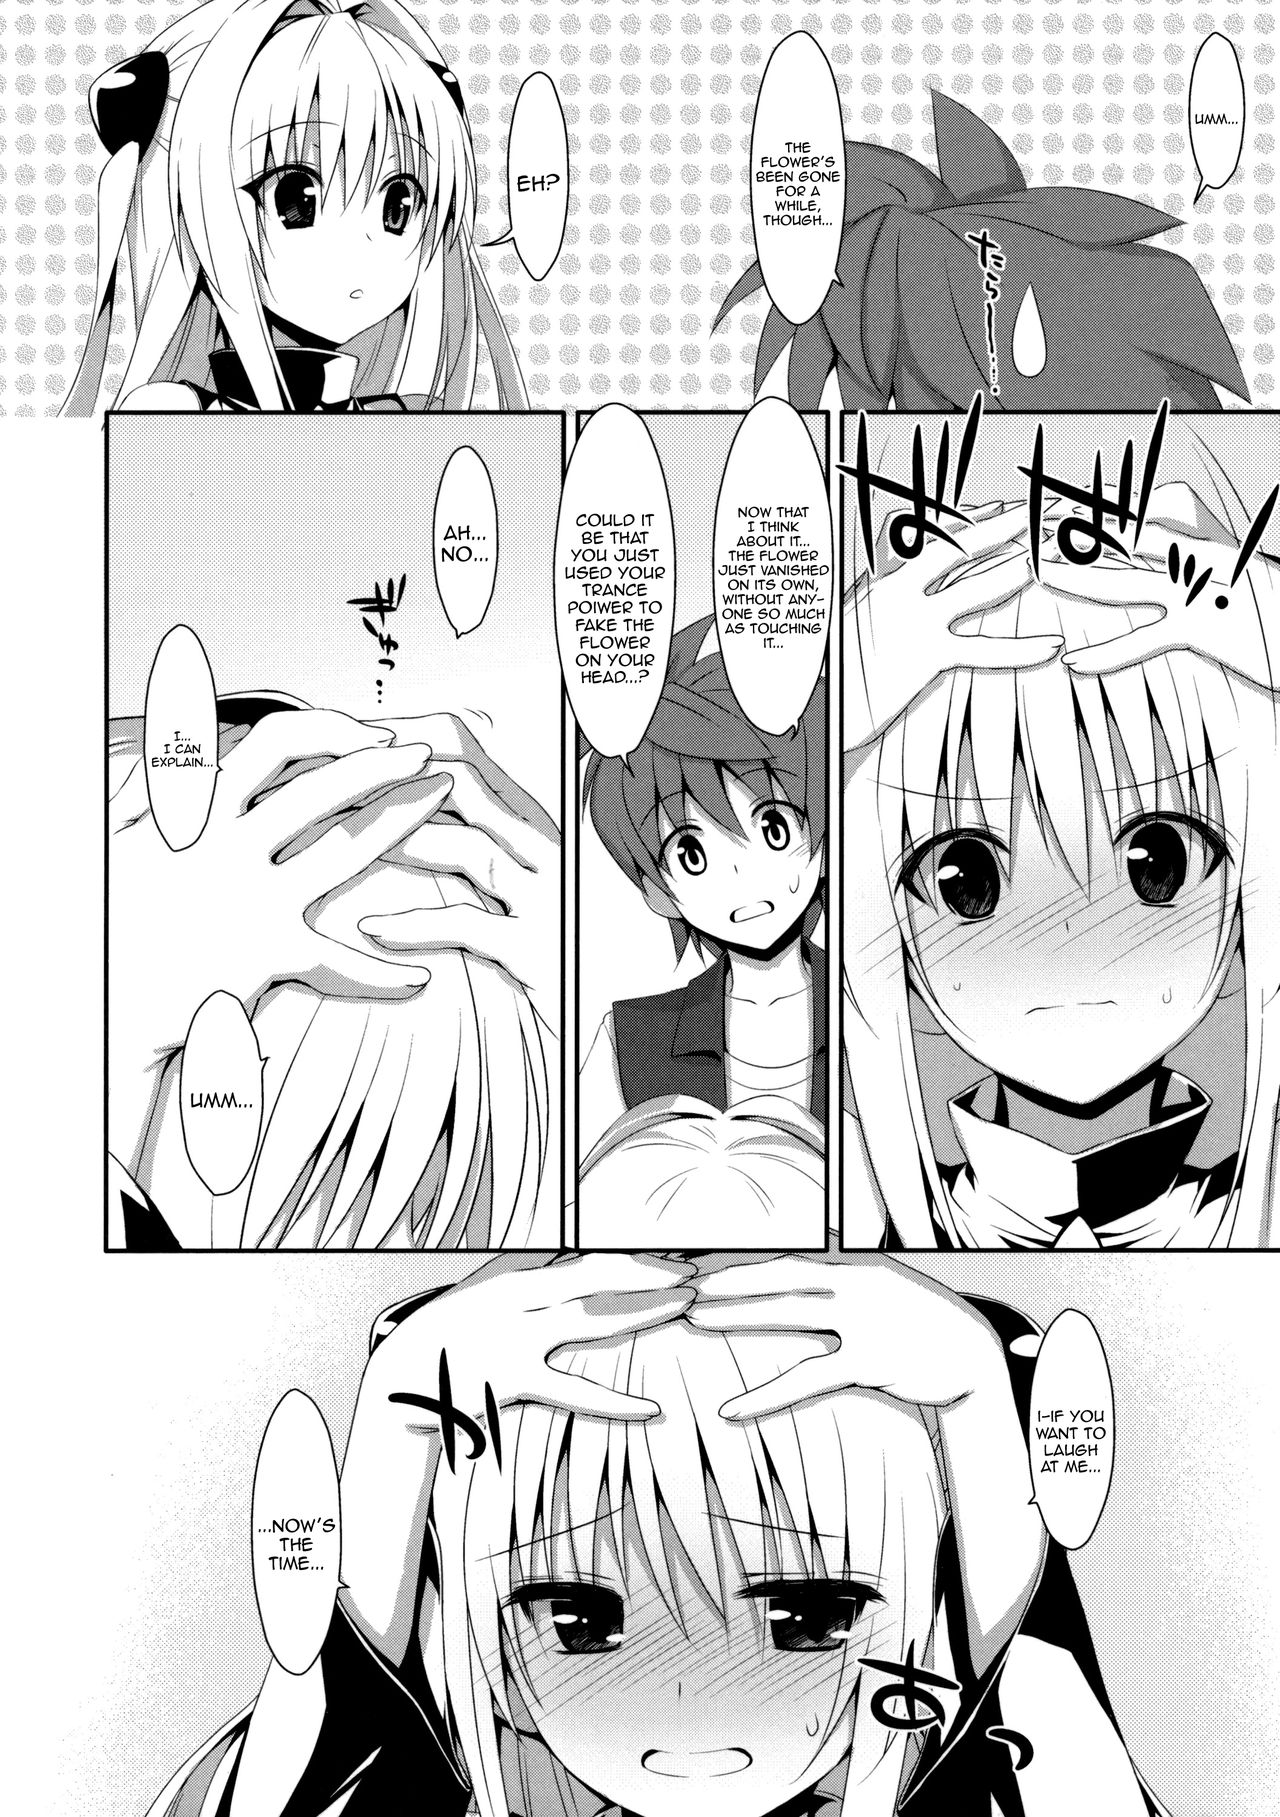 UMM...
THE
FLOWER'S
BEEN GONE
FOR A
WHILE,
THOUGH...
たらー…
EH?
ば
ばッ!
NOW THAT
I THINK
ABOUT IT...
THE FLOWER
JUST VANISHED
ON ITS OWN,
WITHOUT ANY-
ONE SO MUCH
AS TOUCHING
IT...
COULD IT
BE THAT
YOU JUST
USED YOUR
TRANCE
POIWER TO
FAKE THE
FLOWER
ON YOUR
HEAD...?
AH...
NO...
ぎゅっ…
I...
I CAN
EXPLAIN...
UMM...
I-IF YOU
WANT TO
LAUGH
AT ME...
かぁっ
...NOW'S
THE
TIME...